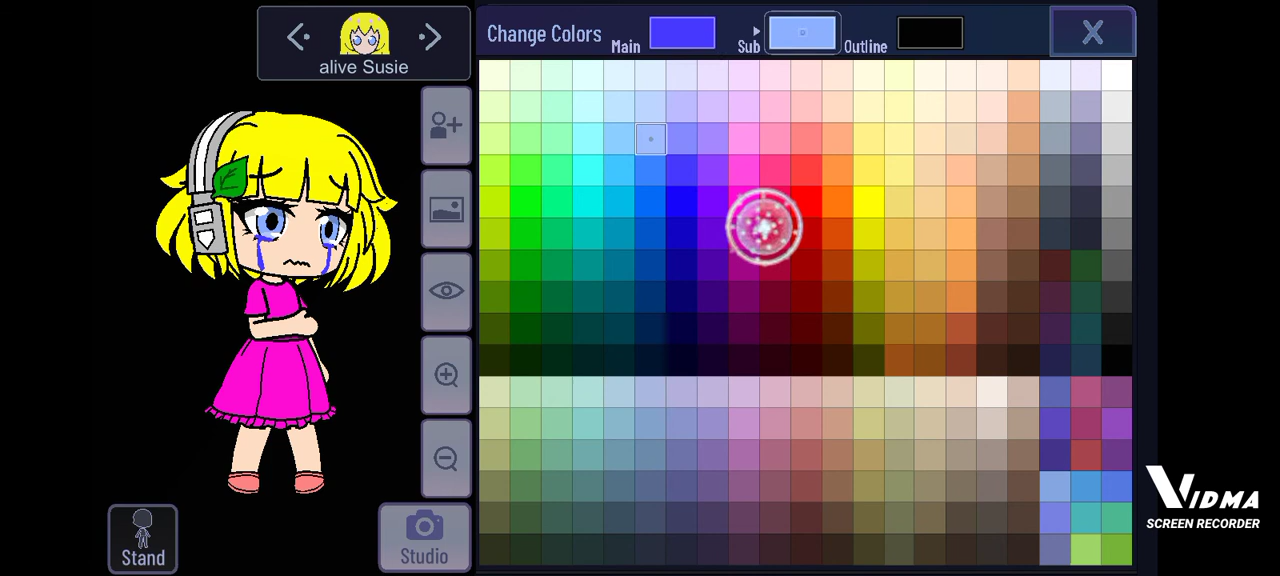 Change Colors
Main
Sub
Outline
X
alive Susie
Stand
Studio
VIDMA
SCREEN RECORDER